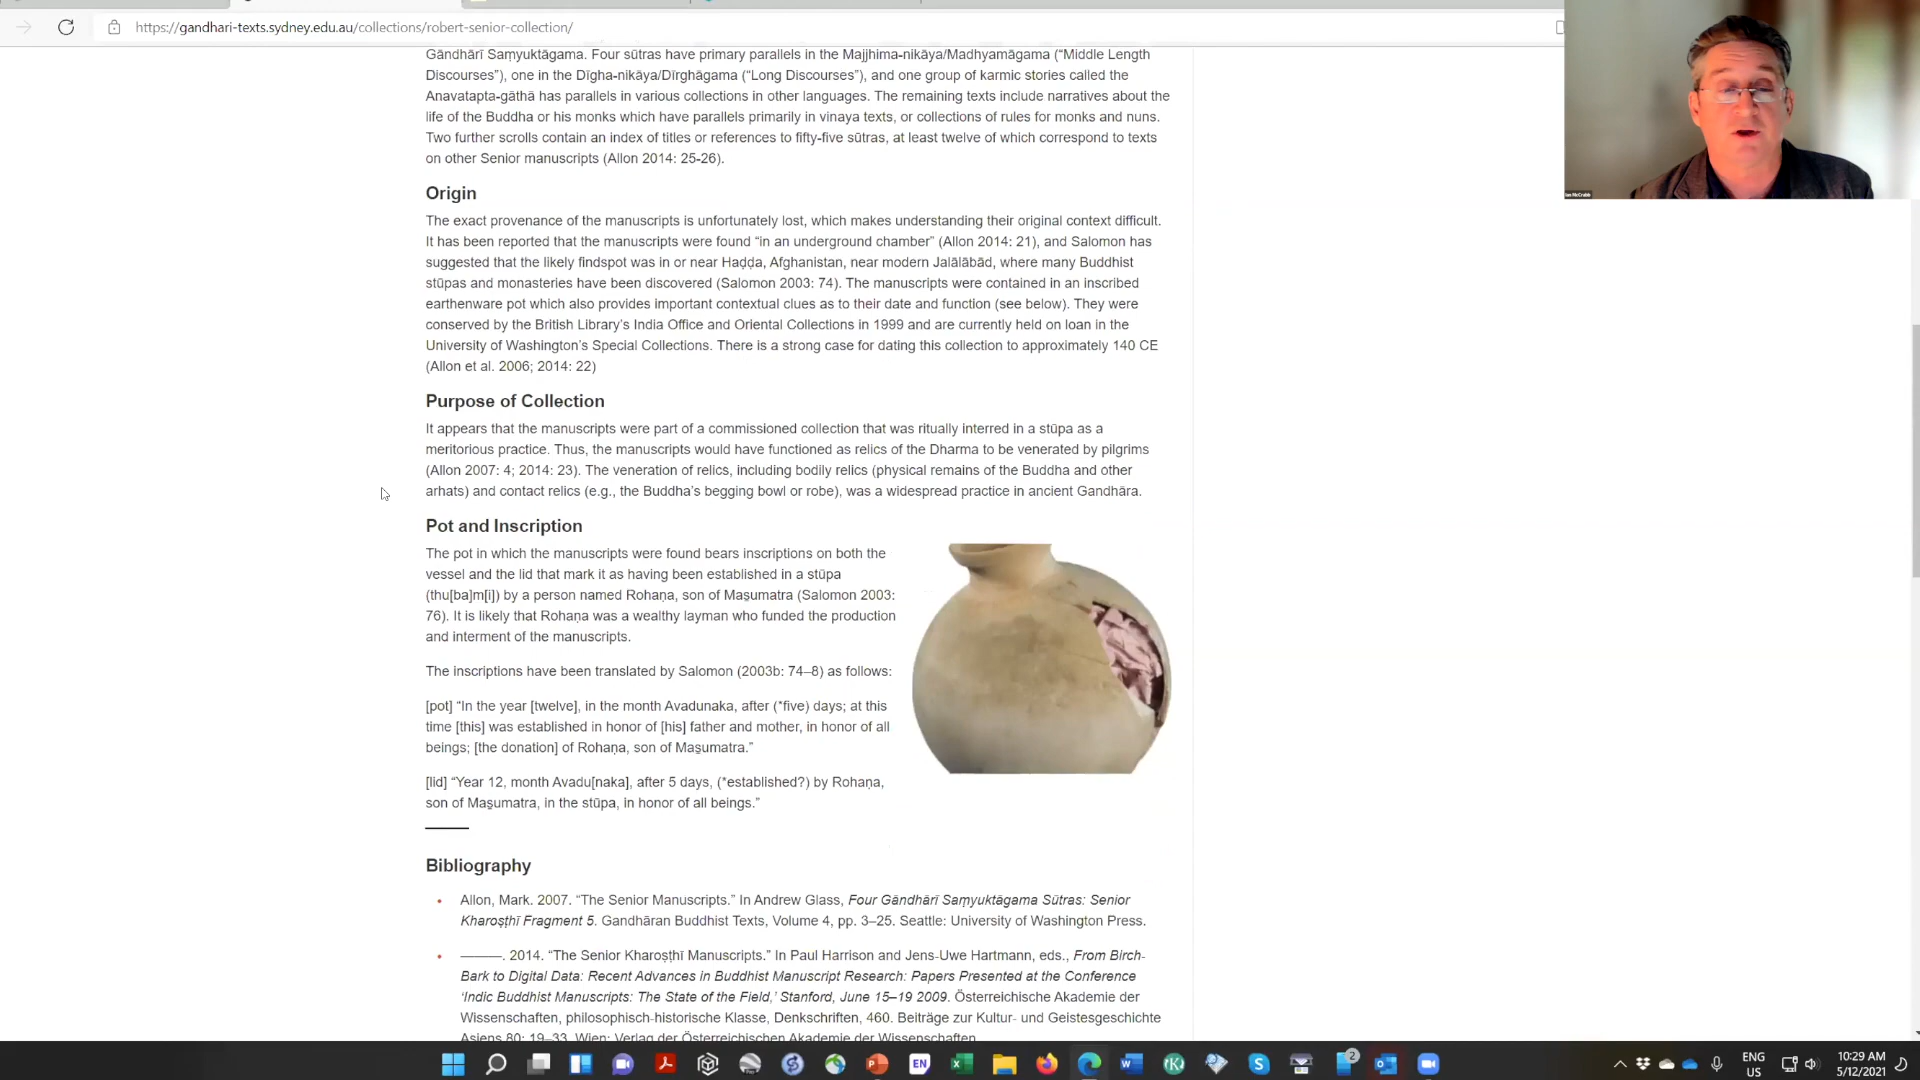 https://gandhari-texts.sydney.edu.au/collections/robert-senior-collection/
Gāndhārī Saṃyuktāgama. Four sūtras have primary parallels in the Majjhima-nikāya/Madhyamāgama (“Middle Length
Discourses”), one in the Dīgha-nikāya/Dīrghāgama (“Long Discourses”), and one group of karmic stories called the
Anavatapta-gāthā has parallels in various collections in other languages. The remaining texts include narratives about the
life of the Buddha or his monks which have parallels primarily in vinaya texts, or collections of rules for monks and nuns.
Two further scrolls contain an index of titles or references to fifty-five sūtras, at least twelve of which correspond to texts
on other Senior manuscripts (Allon 2014: 25-26).
Ian McCrabb
Origin
The exact provenance of the manuscripts is unfortunately lost, which makes understanding their original context difficult.
It has been reported that the manuscripts were found “in an underground chamber” (Allon 2014: 21), and Salomon has
suggested that the likely findspot was in or near Haḍḍa, Afghanistan, near modern Jalālābād, where many Buddhist
stūpas and monasteries have been discovered (Salomon 2003: 74). The manuscripts were contained in an inscribed
earthenware pot which also provides important contextual clues as to their date and function (see below). They were
conserved by the British Library’s India Office and Oriental Collections in 1999 and are currently held on loan in the
University of Washington’s Special Collections. There is a strong case for dating this collection to approximately 140 CE
(Allon et al. 2006; 2014: 22)
Purpose of Collection
It appears that the manuscripts were part of a commissioned collection that was ritually interred in a stūpa as a
meritorious practice. Thus, the manuscripts would have functioned as relics of the Dharma to be venerated by pilgrims
(Allon 2007: 4; 2014: 23). The veneration of relics, including bodily relics (physical remains of the Buddha and other
arhats) and contact relics (e.g., the Buddha’s begging bowl or robe), was a widespread practice in ancient Gandhāra.
Pot and Inscription
The pot in which the manuscripts were found bears inscriptions on both the
vessel and the lid that mark it as having been established in a stūpa
(thu[ba]m[i]) by a person named Rohaṇa, son of Maṣumatra (Salomon 2003:
76). It is likely that Rohaṇa was a wealthy layman who funded the production
and interment of the manuscripts.
The inscriptions have been translated by Salomon (2003b: 74–8) as follows:
[pot] “In the year [twelve], in the month Avadunaka, after (*five) days; at this
time [this] was established in honor of [his] father and mother, in honor of all
beings; [the donation] of Rohaṇa, son of Maṣumatra.”
[lid] “Year 12, month Avadu[naka], after 5 days, (*established?) by Rohaṇa,
son of Maṣumatra, in the stūpa, in honor of all beings.”
Bibliography
Allon, Mark. 2007. “The Senior Manuscripts.” In Andrew Glass, Four Gāndhārī Saṃyuktāgama Sūtras: Senior
Kharoṣṭhī Fragment 5. Gandhāran Buddhist Texts, Volume 4, pp. 3–25. Seattle: University of Washington Press.
———. 2014. “The Senior Kharoṣṭhī Manuscripts.” In Paul Harrison and Jens-Uwe Hartmann, eds., From Birch-
Bark to Digital Data: Recent Advances in Buddhist Manuscript Research: Papers Presented at the Conference
‘Indic Buddhist Manuscripts: The State of the Field,’ Stanford, June 15–19 2009. Österreichische Akademie der
Wissenschaften, philosophisch-historische Klasse, Denkschriften, 460. Beiträge zur Kultur- und Geistesgeschichte
Asiens 80: 19–33. Wien: Verlag der Österreichischen Akademie der Wissenschaften.
EN
2
ENG
US
10:29 AM
5/12/2021